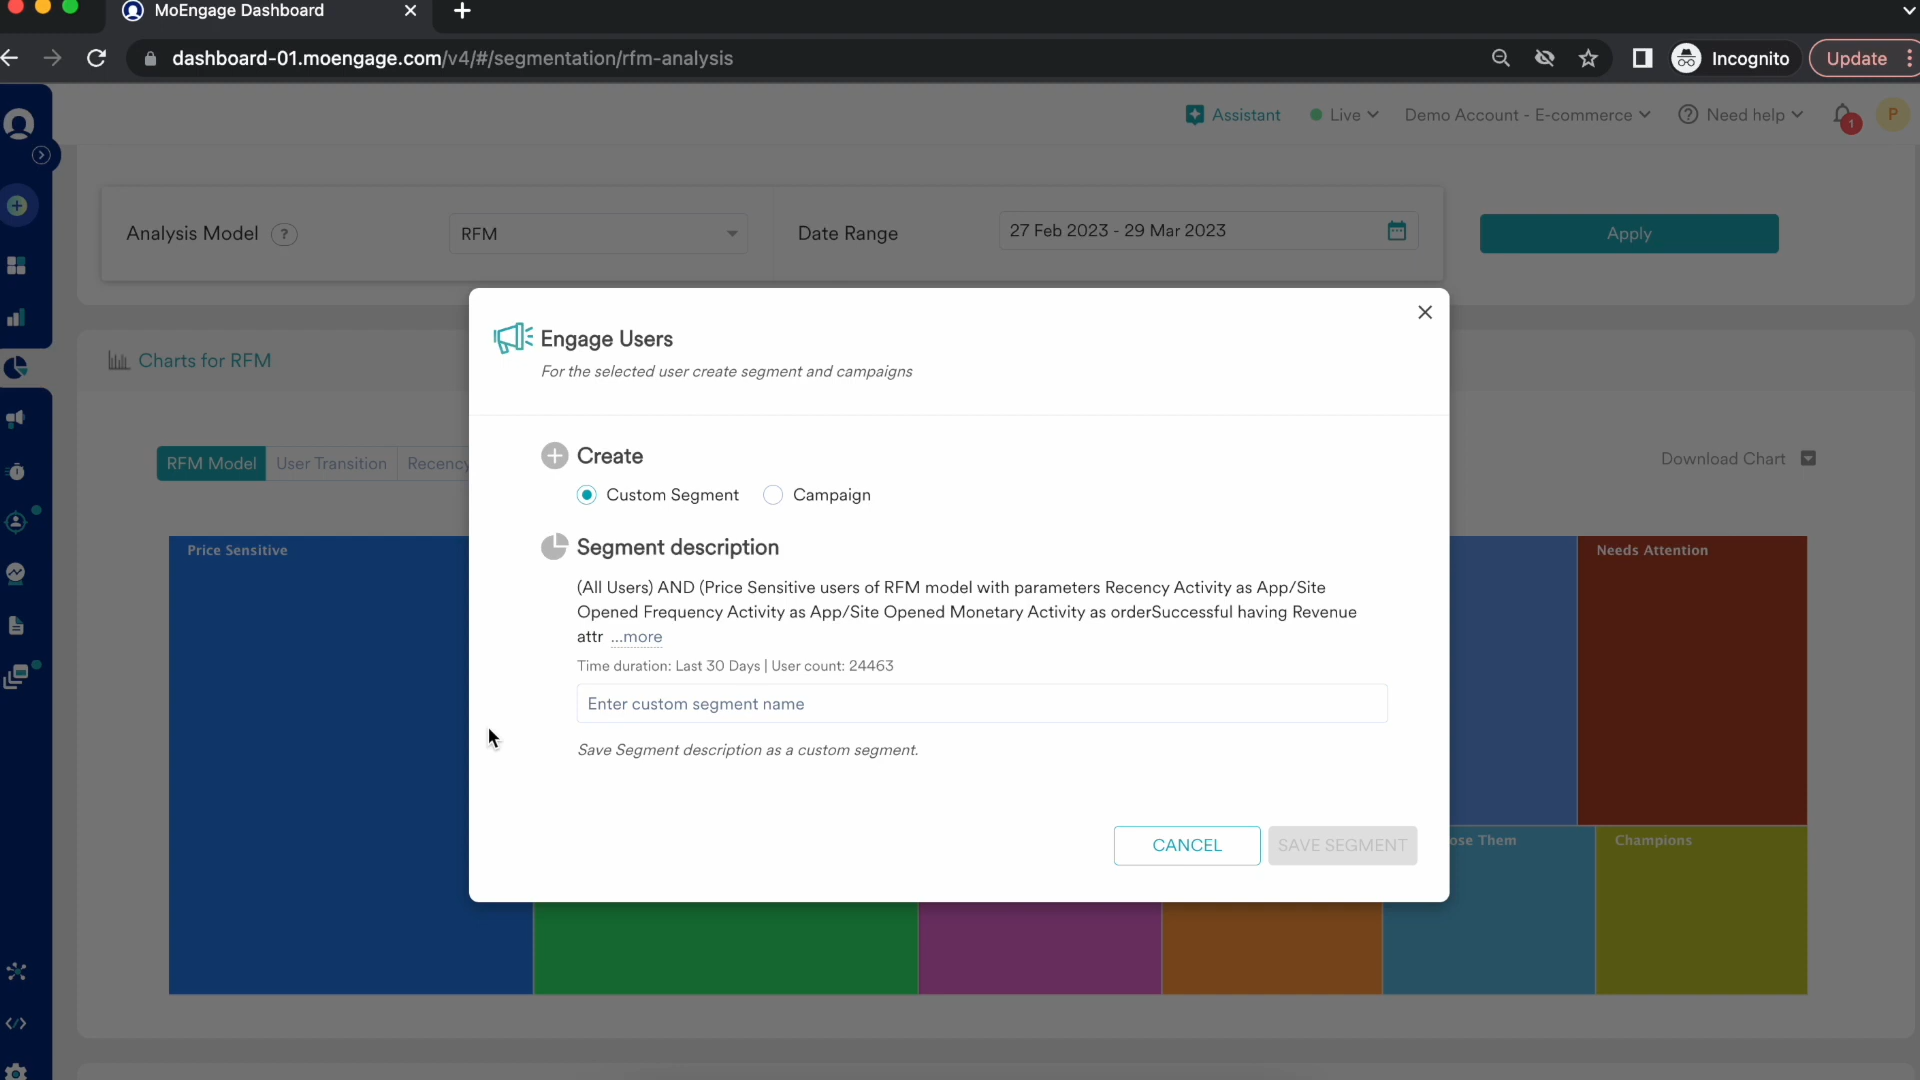 MoEngage Dashboard
dashboard-01.moengage.com/v4/#/segmentation/rfm-analysis
Incognito
Update
Assistant
Live
Demo Account - E-commerce
Need help
1
P
Analysis Model ?
RFM
Date Range
27 Feb 2023 - 29 Mar 2023
Apply
Engage Users
For the selected user create segment and campaigns
Charts for RFM
Create
RFM Model
User Transition
Recency
Download Chart
Custom Segment
Campaign
Segment description
Price Sensitive
Needs Attention
(All Users) AND (Price Sensitive users of RFM model with parameters Recency Activity as App/Site
Opened Frequency Activity as App/Site Opened Monetary Activity as orderSuccessful having Revenue
attr ...more
Time duration: Last 30 Days | User count: 24463
Enter custom segment name
Save Segment description as a custom segment.
CANCEL
SAVE SEGMENT
ose Them
Champions